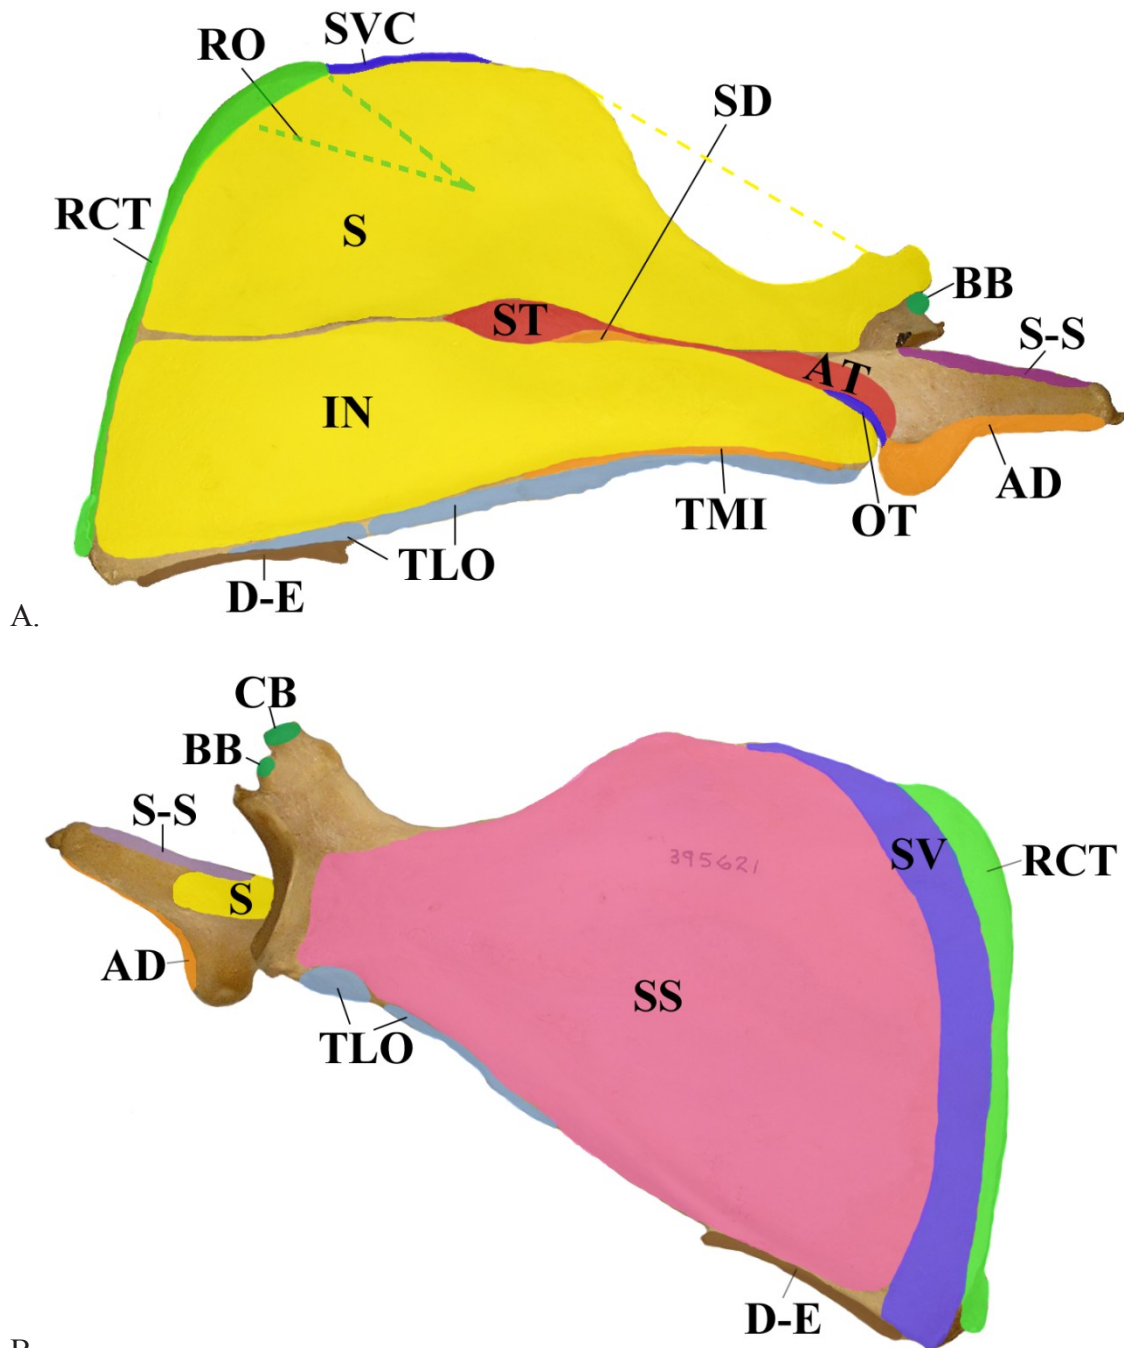 SVC
RO
SD
RCT
S
BB
ST
S-S
AT
IN
AD
TMI
OT
TLO
D-E
A.
CB
BB
S-S
395621
SV
RCT
S
AD
SS
TLO
D-E